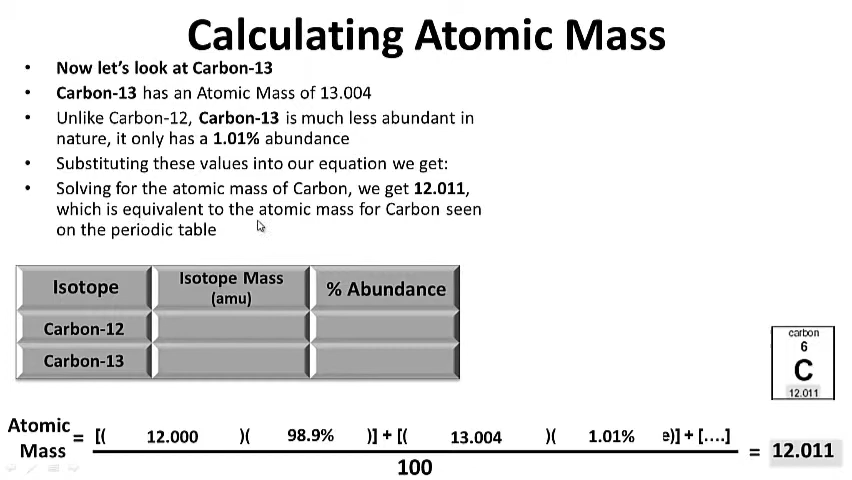 Calculating Atomic Mass
• Now let's look at Carbon-13
• Carbon-13 has an Atomic Mass of 13.004
• Unlike Carbon-12, Carbon-13 is much less abundant in
nature, it only has a 1.01% abundance
• Substituting these values into our equation we get:
• Solving for the atomic mass of Carbon, we get 12.011,
which is equivalent to the atomic mass for Carbon seen
on the periodic table
Isotope Isotope Mass (amu) % Abundance
Carbon-12
Carbon-13
carbon
6
C
12.011
Atomic Mass = [( 12.000 )( 98.9% )] + [( 13.004 )( 1.01% e)] + [....]
100
= 12.011